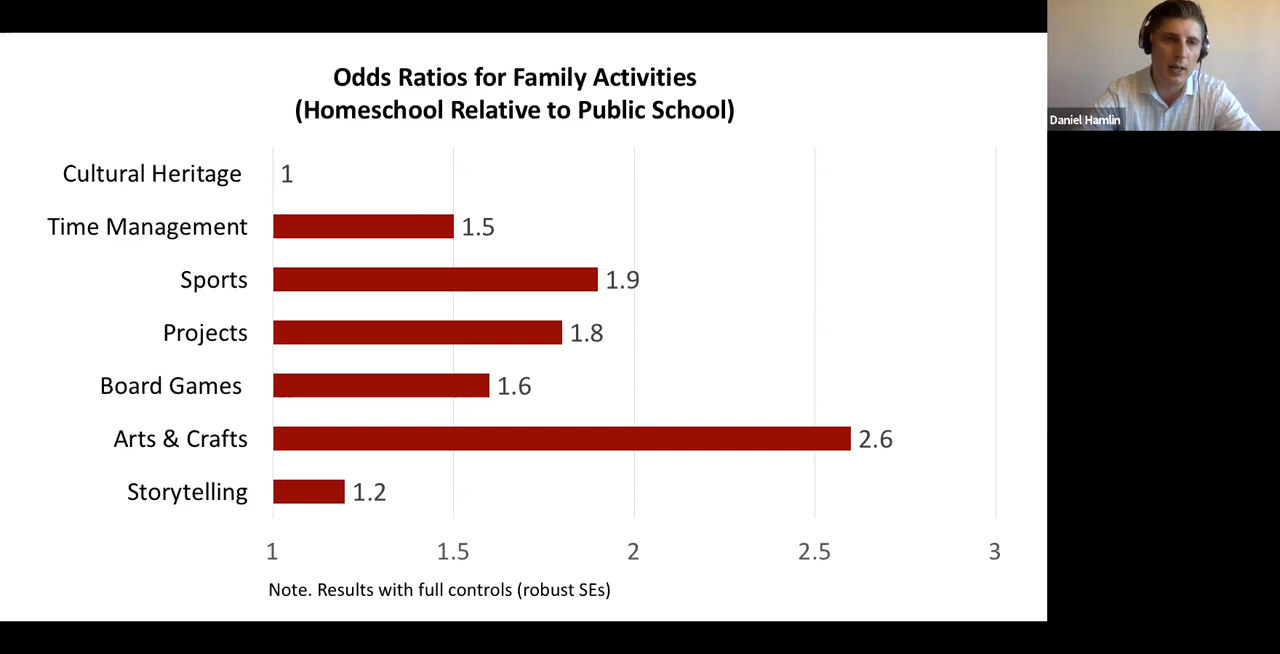 Odds Ratios for Family Activities
(Homeschool Relative to Public School)
Cultural Heritage 1
Time Management 1.5
Sports 1.9
Projects 1.8
Board Games 1.6
Arts & Crafts 2.6
Storytelling 1.2
1 1.5 2 2.5 3
Note. Results with full controls (robust SEs)
Daniel Hamlin